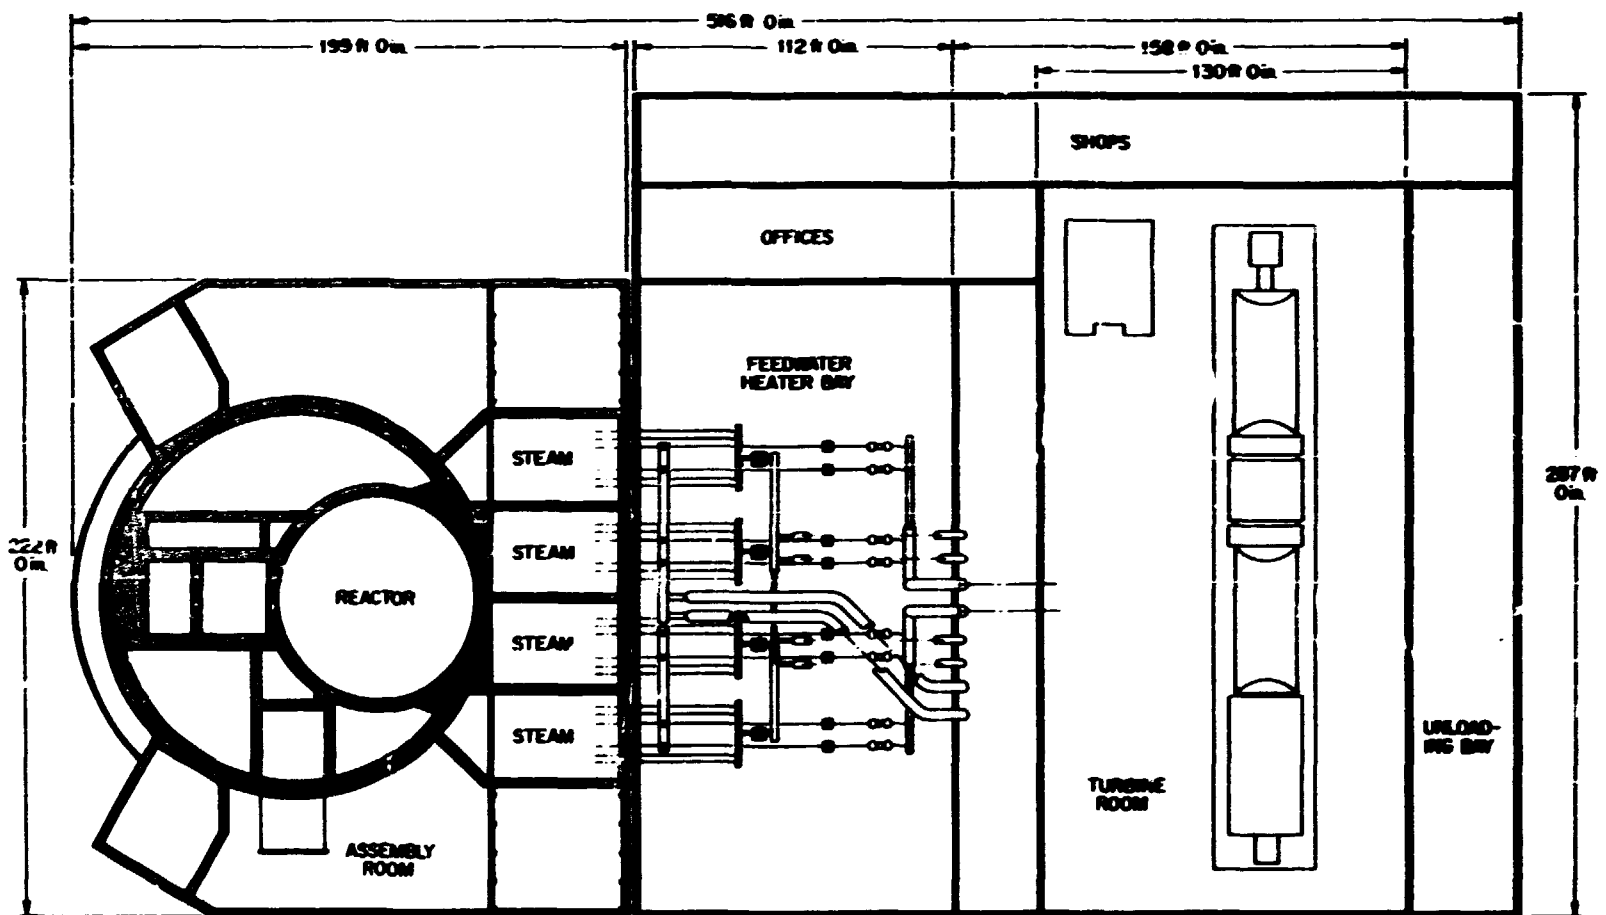 516 ft 0 in.
199 ft 0 in.
112 ft 0 in.
158 ft 0 in.
130 ft 0 in.
SHOPS
OFFICES
FEEDWATER
HEATER BAY
STEAM
287 ft
0 in.
222 ft
0 in.
STEAM
REACTOR
STEAM
STEAM
UNLOAD-
ING BAY
TURBINE
ROOM
ASSEMBLY
ROOM